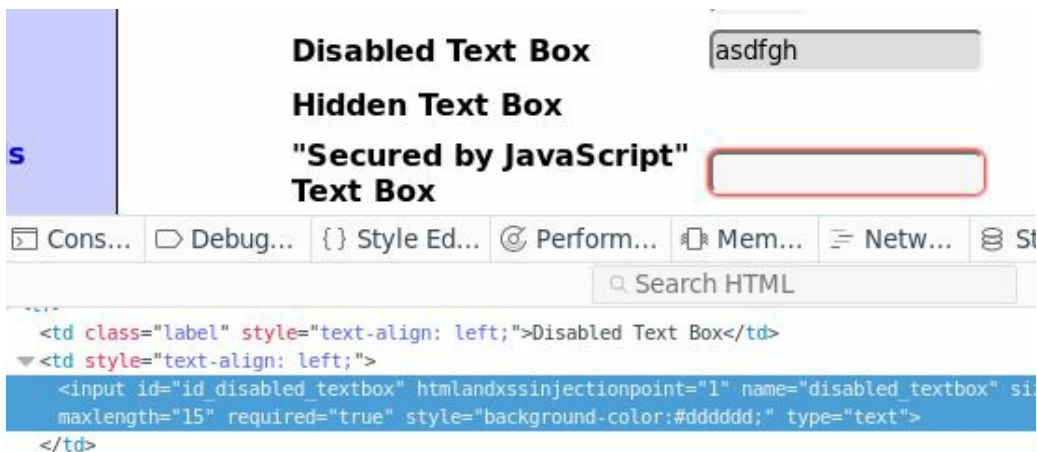 Disabled Text Box asdfgh
Hidden Text Box
s
"Secured by JavaScript"
Text Box
Cons... Debug... {} Style Ed... Perform... Mem... Netw... St
Search HTML
<td class="label" style="text-align: left;">Disabled Text Box</td>
<td style="text-align: left;">
<input id="id_disabled_textbox" htmlandxssinjectionpoint="1" name="disabled_textbox" si
maxlength="15" required="true" style="background-color:#dddddd;" type="text">
</td>